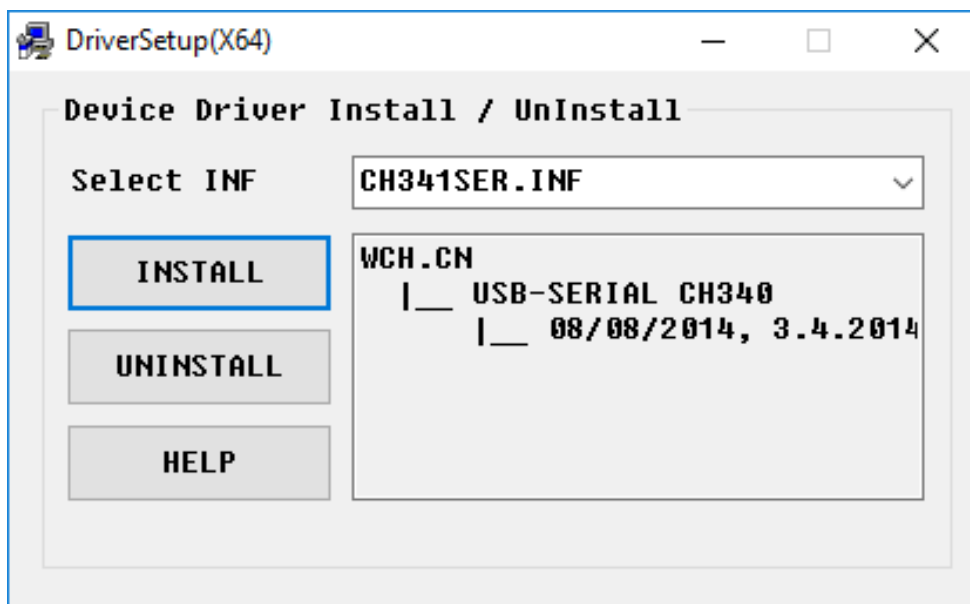 DriverSetup(X64)
Device Driver Install / UnInstall
Select INF
CH341SER.INF
INSTALL
WCH.CN
|__ USB-SERIAL CH340
|__ 08/08/2014, 3.4.2014
UNINSTALL
HELP